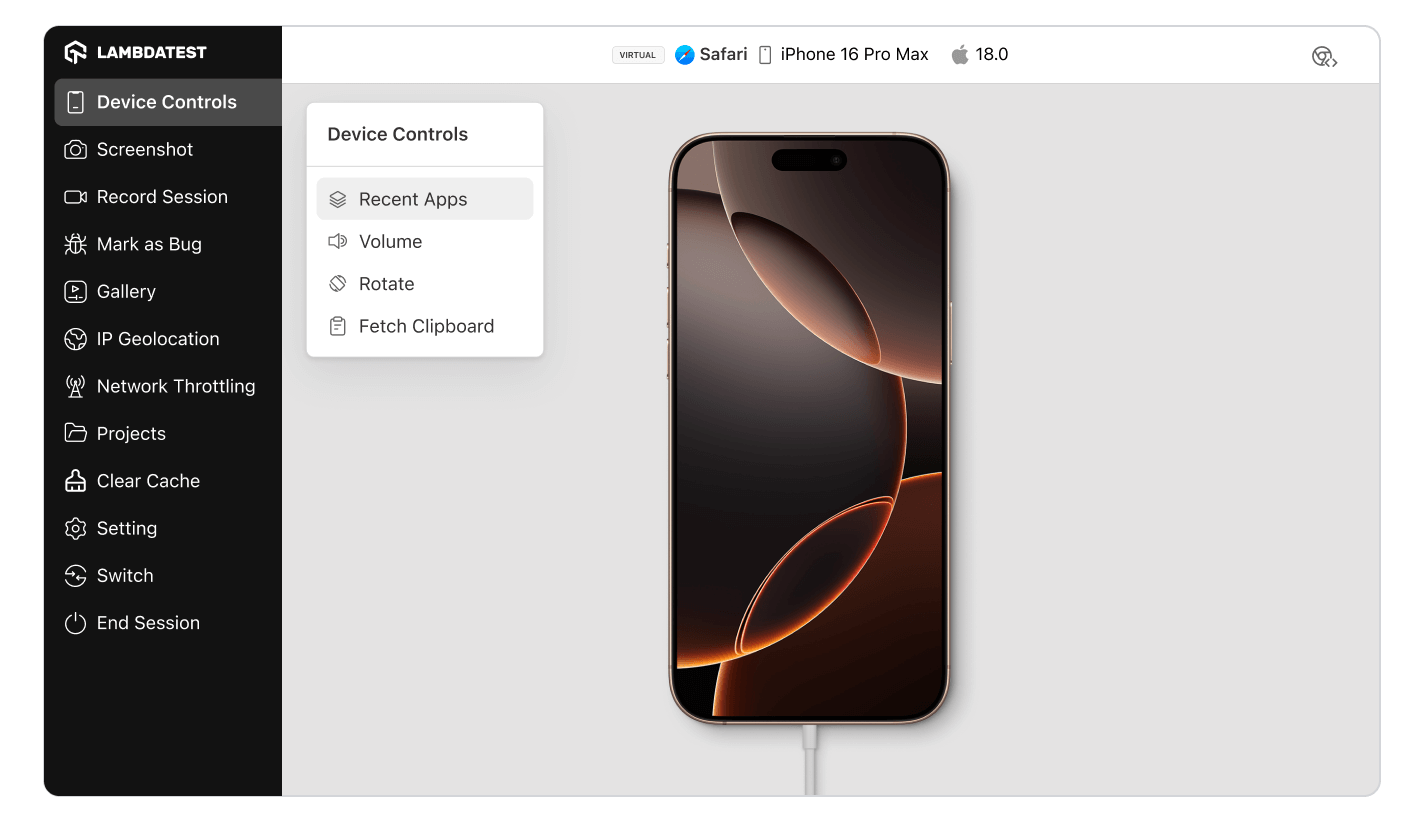 LAMBDATEST
Device Controls
Screenshot
Record Session
Mark as Bug
Gallery
IP Geolocation
Network Throttling
Projects
Clear Cache
Setting
Switch
End Session
VIRTUAL Safari iPhone 16 Pro Max 18.0
Device Controls
Recent Apps
Volume
Rotate
Fetch Clipboard